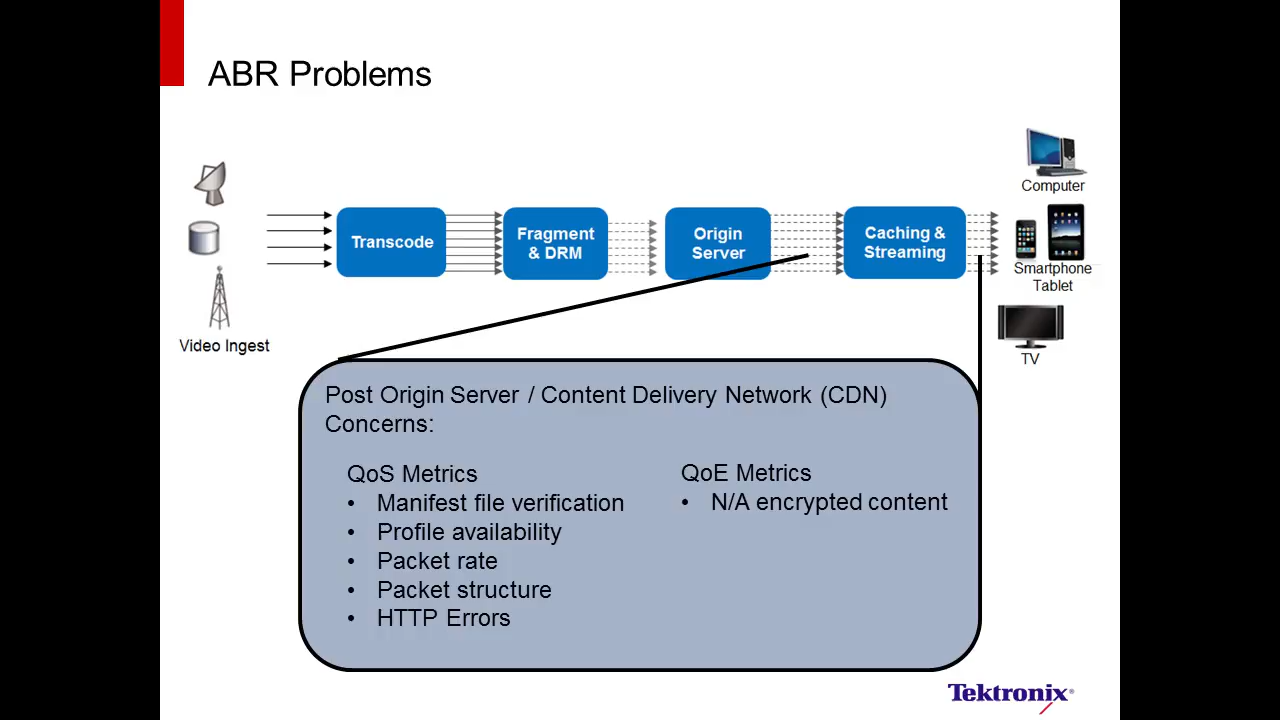 ABR Problems
Computer
Transcode
Fragment
& DRM
Origin
Server
Caching &
Streaming
Smartphone
Tablet
Video Ingest
TV
Post Origin Server / Content Delivery Network (CDN)
Concerns:
QoS Metrics
• Manifest file verification
• Profile availability
• Packet rate
• Packet structure
• HTTP Errors
QoE Metrics
• N/A encrypted content
Tektronix®